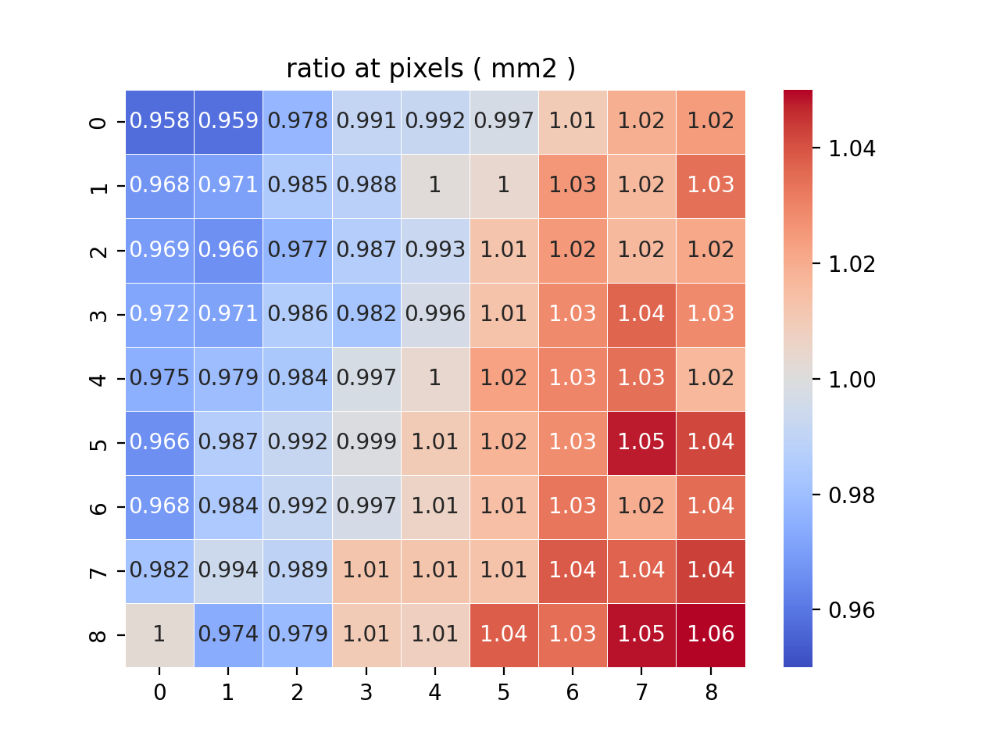 ratio at pixels ( mm2 )
0 0.958 0.959 0.978 0.991 0.992 0.997 1.01 1.02 1.02
1 0.968 0.971 0.985 0.988 1 1 1.03 1.02 1.03
2 0.969 0.966 0.977 0.987 0.993 1.01 1.02 1.02 1.02
3 0.972 0.971 0.986 0.982 0.996 1.01 1.03 1.04 1.03
4 0.975 0.979 0.984 0.997 1 1.02 1.03 1.03 1.02
5 0.966 0.987 0.992 0.999 1.01 1.02 1.03 1.05 1.04
6 0.968 0.984 0.992 0.997 1.01 1.01 1.03 1.02 1.04
7 0.982 0.994 0.989 1.01 1.01 1.01 1.04 1.04 1.04
8 1 0.974 0.979 1.01 1.01 1.04 1.03 1.05 1.06
0 1 2 3 4 5 6 7 8
1.04
1.02
1.00
0.98
0.96